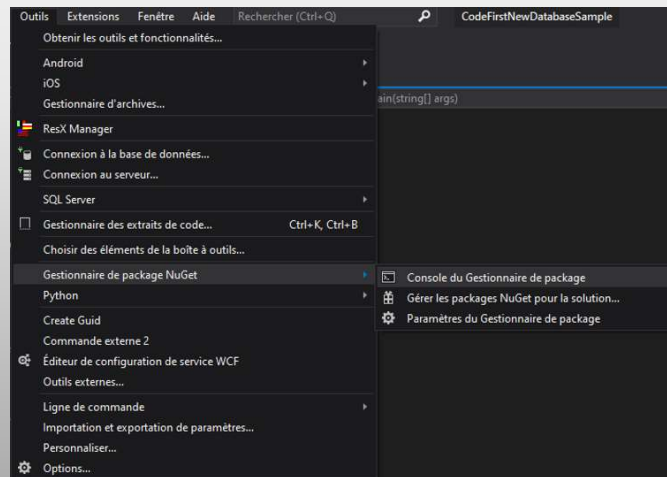 Outils Extensions Fenêtre Aide Rechercher (Ctrl+Q) CodeFirstNewDatabaseSample
Obtenir les outils et fonctionnalités...
Android
iOS
Gestionnaire d'archives...
ain(string[] args)
ResX Manager
Connexion à la base de données...
Connexion au serveur...
SQL Server
Gestionnaire des extraits de code... Ctrl+K, Ctrl+B
Choisir des éléments de la boîte à outils...
Gestionnaire de package NuGet
Console du Gestionnaire de package
Python
Gérer les packages NuGet pour la solution...
Create Guid
Paramètres du Gestionnaire de package
Commande externe 2
Éditeur de configuration de service WCF
Outils externes...
Ligne de commande
Importation et exportation de paramètres...
Personnaliser...
Options...